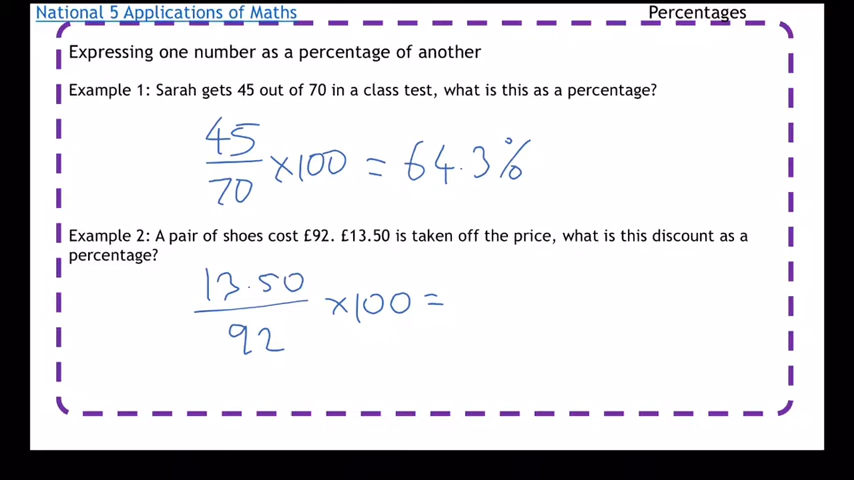 National 5 Applications of Maths Percentages
Expressing one number as a percentage of another
Example 1: Sarah gets 45 out of 70 in a class test, what is this as a percentage?
45
70
×100 = 64.3%
Example 2: A pair of shoes cost £92. £13.50 is taken off the price, what is this discount as a
percentage?
13.50
92
×100 =